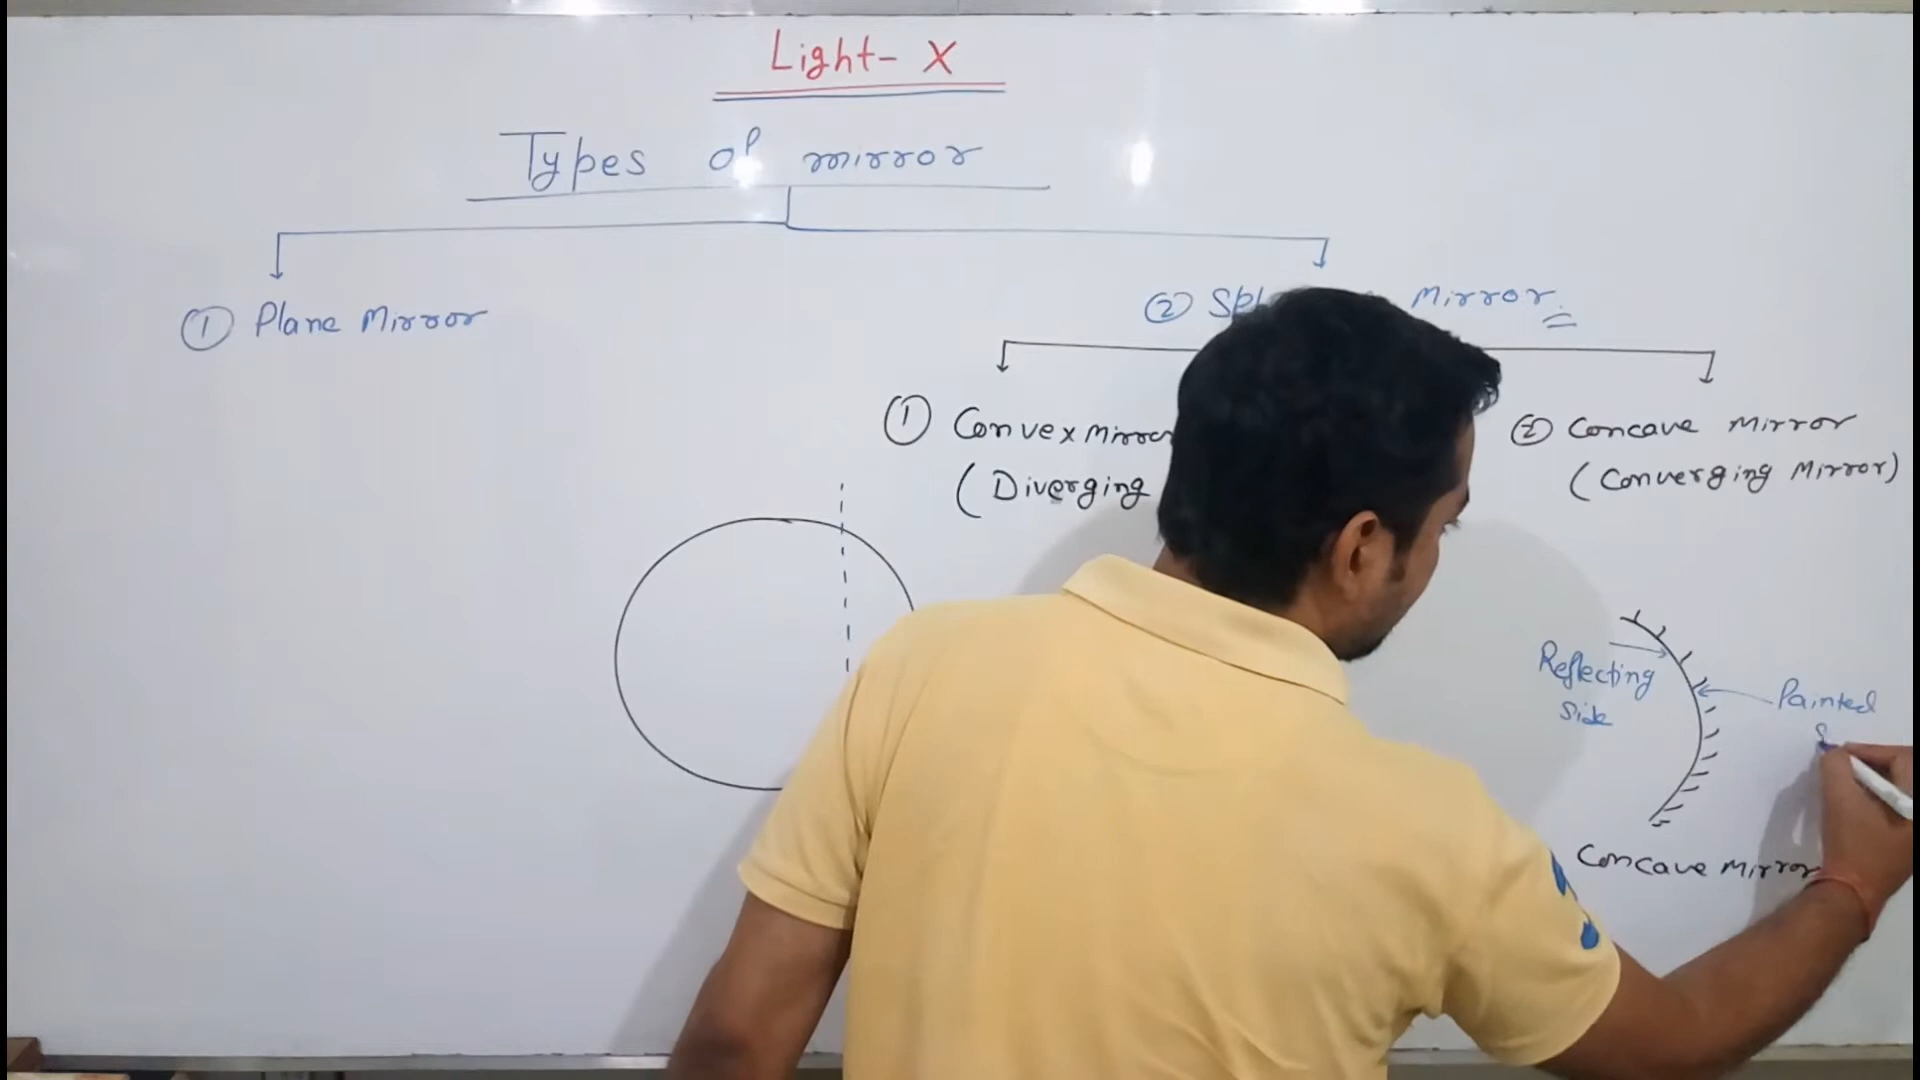 Light- X
Types of mirror
① Plane Mirror
② Mirror
① Convex Mirror
(Diverging
② Concave Mirror
(Converging Mirror)
Reflecting
Side
Painted
Concave Mirror